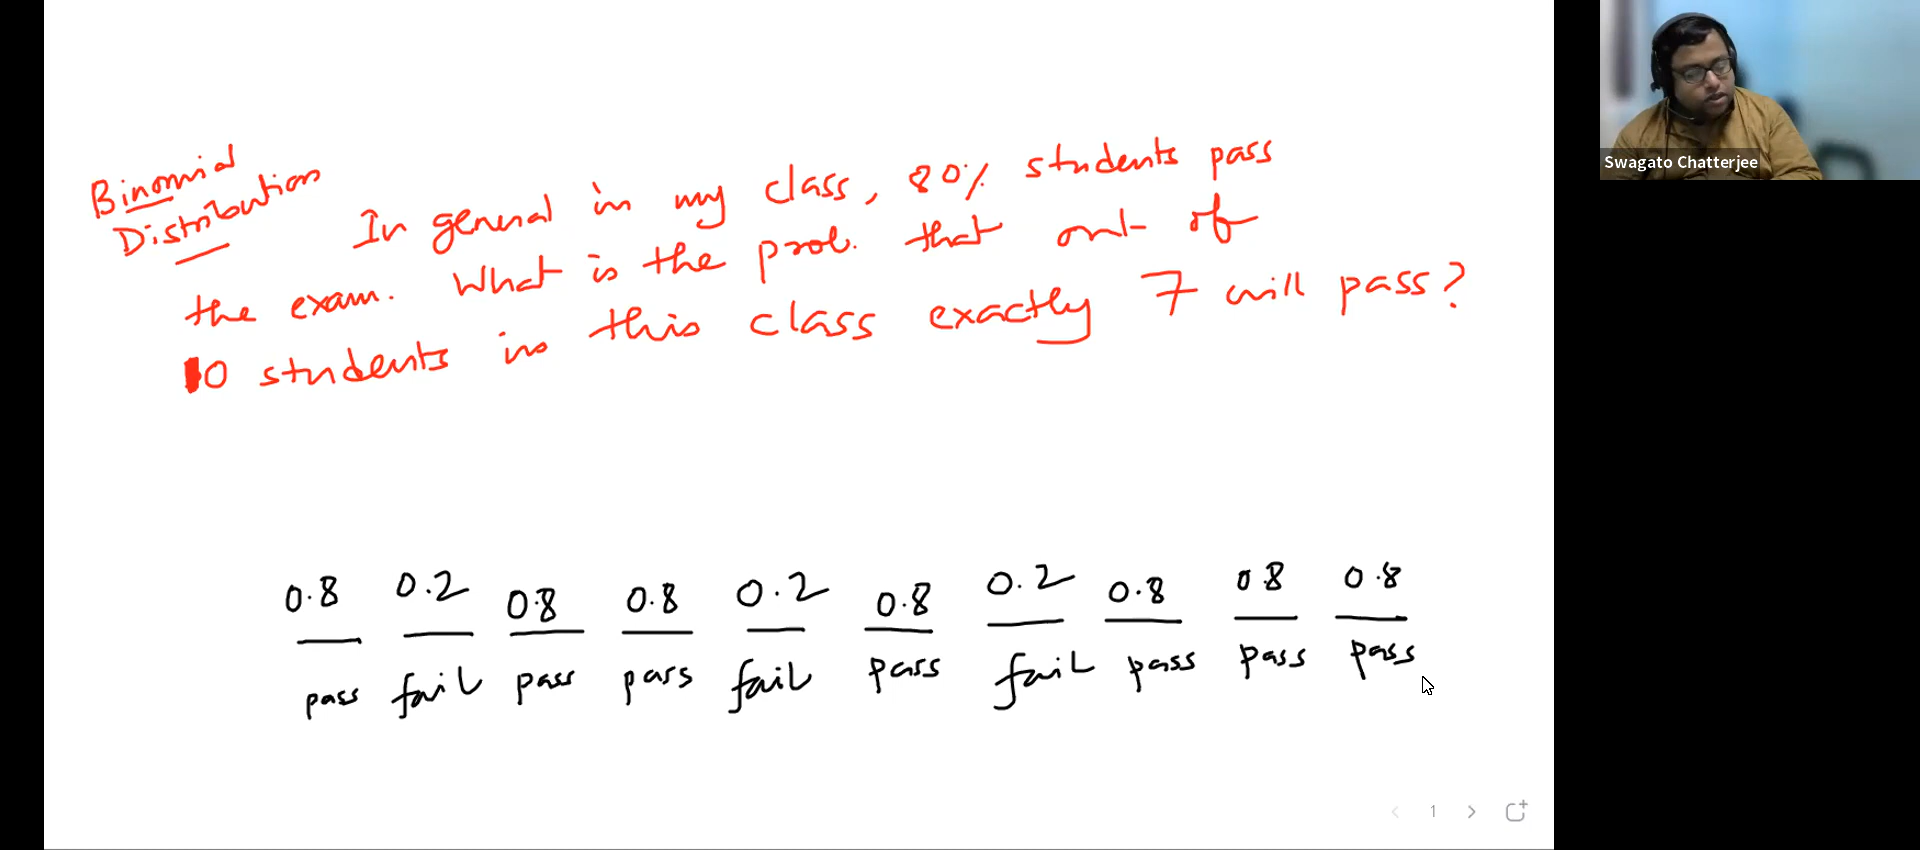 Binomial
Distribution
In general in my class, 80% students pass
the exam. What is the prob. that out of
10 students in this class exactly 7 will pass?
0.8 0.2 0.8 0.8 0.2 0.8 0.2 0.8 0.8 0.8
pass fail pass pass fail pass fail pass pass pass
Swagato Chatterjee
1